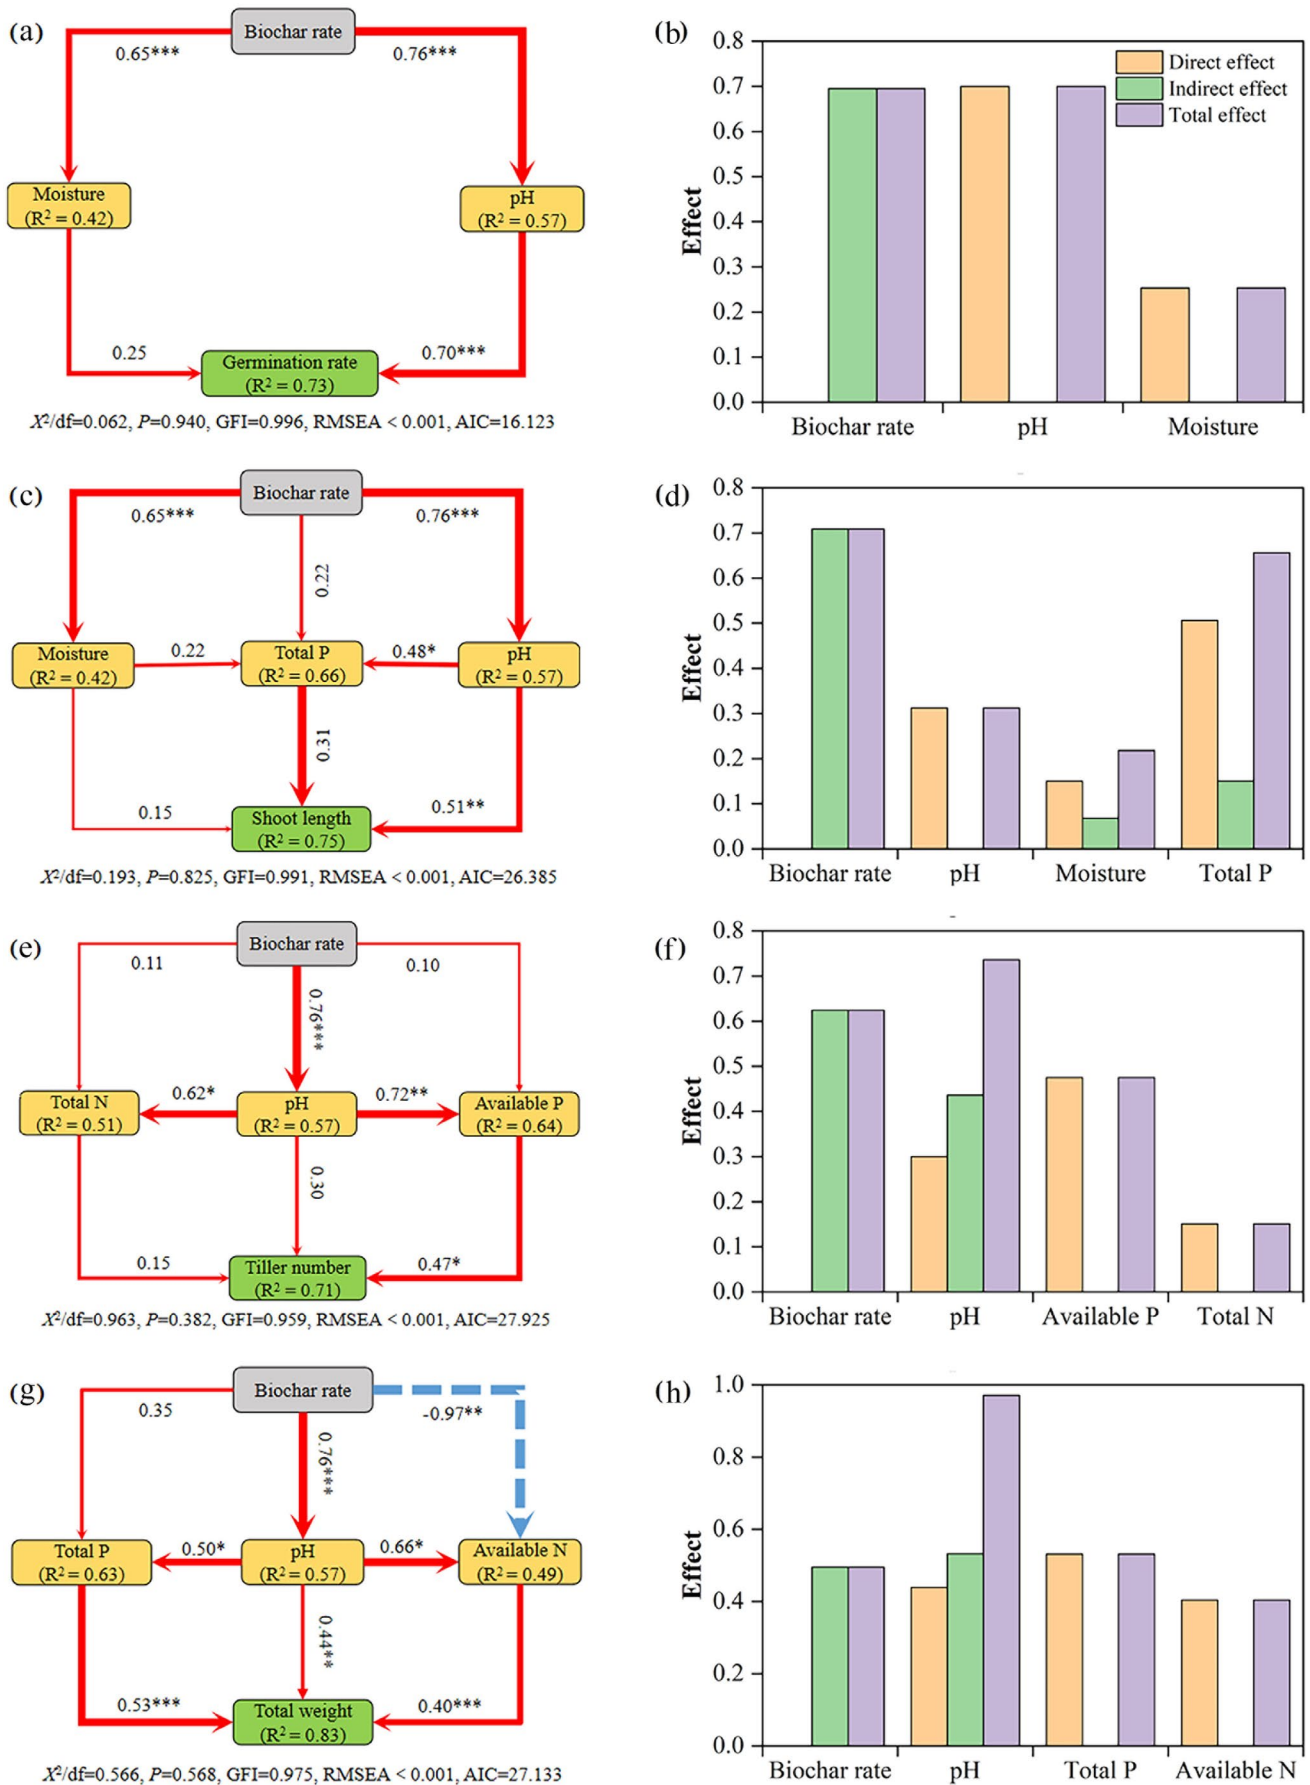 (a)
Biochar rate
0.65***
0.76***
Moisture
(R² = 0.42)
pH
(R² = 0.57)
0.25
0.70***
Germination rate
(R² = 0.73)
X²/df=0.062, P=0.940, GFI=0.996, RMSEA < 0.001, AIC=16.123
(b)
0.8
0.7
0.6
0.5
0.4
0.3
0.2
0.1
0.0
Effect
Direct effect
Indirect effect
Total effect
Biochar rate
pH
Moisture
(c)
Biochar rate
0.65***
0.76***
0.22
Moisture
(R² = 0.42)
0.22
Total P
(R² = 0.66)
0.48*
pH
(R² = 0.57)
0.31
0.15
0.51**
Shoot length
(R² = 0.75)
X²/df=0.193, P=0.825, GFI=0.991, RMSEA < 0.001, AIC=26.385
(d)
0.8
0.7
0.6
0.5
0.4
0.3
0.2
0.1
0.0
Effect
Biochar rate
pH
Moisture
Total P
(e)
Biochar rate
0.11
0.10
0.76***
Total N
(R² = 0.51)
0.62*
pH
(R² = 0.57)
0.72**
Available P
(R² = 0.64)
0.30
0.15
0.47*
Tiller number
(R² = 0.71)
X²/df=0.963, P=0.382, GFI=0.959, RMSEA < 0.001, AIC=27.925
(f)
0.8
0.7
0.6
0.5
0.4
0.3
0.2
0.1
0.0
Effect
Biochar rate
pH
Available P
Total N
(g)
Biochar rate
0.35
-0.97**
0.76***
Total P
(R² = 0.63)
0.50*
pH
(R² = 0.57)
0.66*
Available N
(R² = 0.49)
0.44**
0.53***
0.40***
Total weight
(R² = 0.83)
X²/df=0.566, P=0.568, GFI=0.975, RMSEA < 0.001, AIC=27.133
(h)
1.0
0.8
0.6
0.4
0.2
0.0
Effect
Biochar rate
pH
Total P
Available N